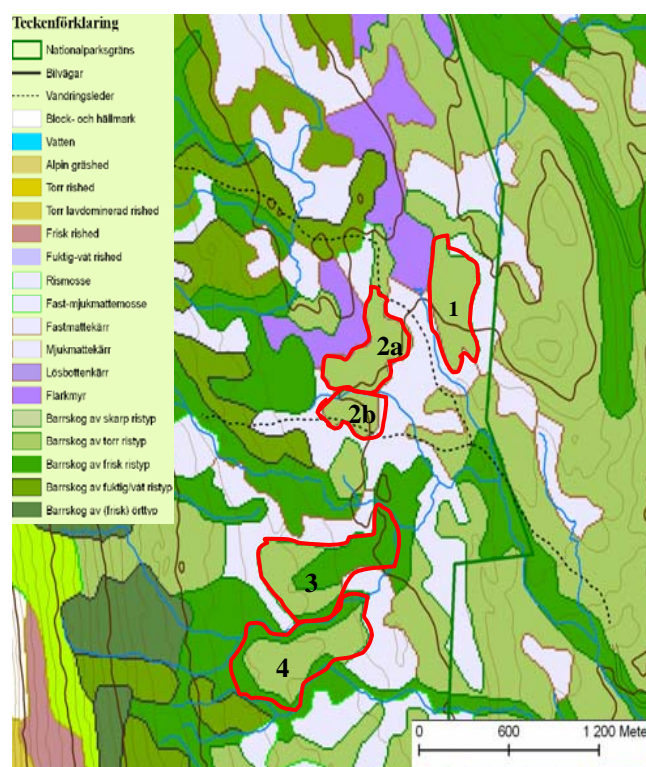 Teckenförklaring
Nationalparksgräns
Bilvägar
Vandringsleder
Block- och hällmark
Vatten
Alpin gräshed
Torr rished
Torr lavdominerad rished
Frisk rished
Fuktig-våt rished
Rismosse
Fast-mjukmattemosse
Fastmattekärr
Mjukmattekärr
Lösbottenkärr
Flarkmyr
Barrskog av skarp ristyp
Barrskog av torr ristyp
Barrskog av frisk ristyp
Barrskog av fuktig/våt ristyp
Barrskog av (frisk) örttyp
1
2a
2b
3
4
0 600 1 200 Mete